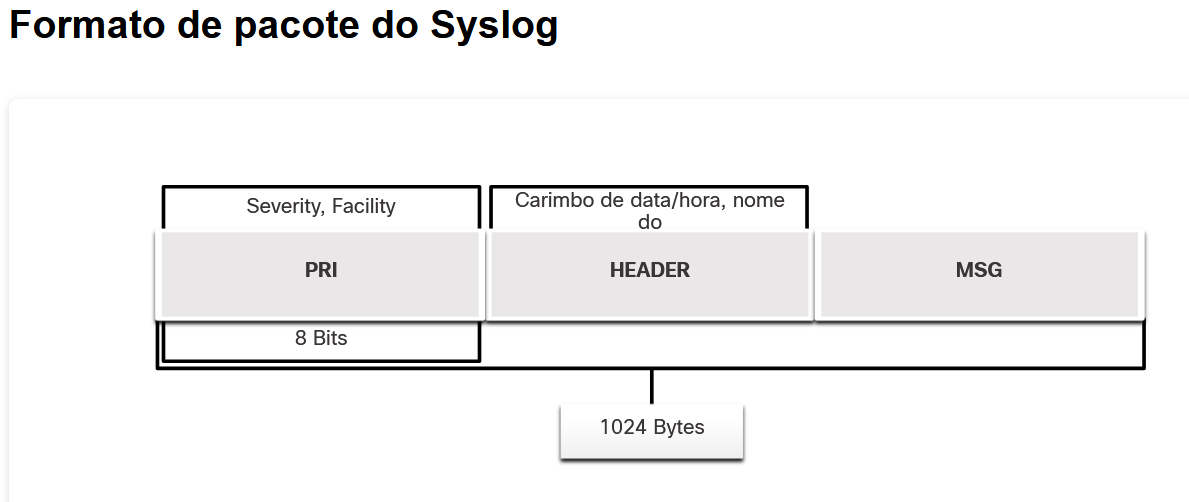 Formato de pacote do Syslog
Severity, Facility
Carimbo de data/hora, nome
do
PRI
HEADER
MSG
8 Bits
1024 Bytes